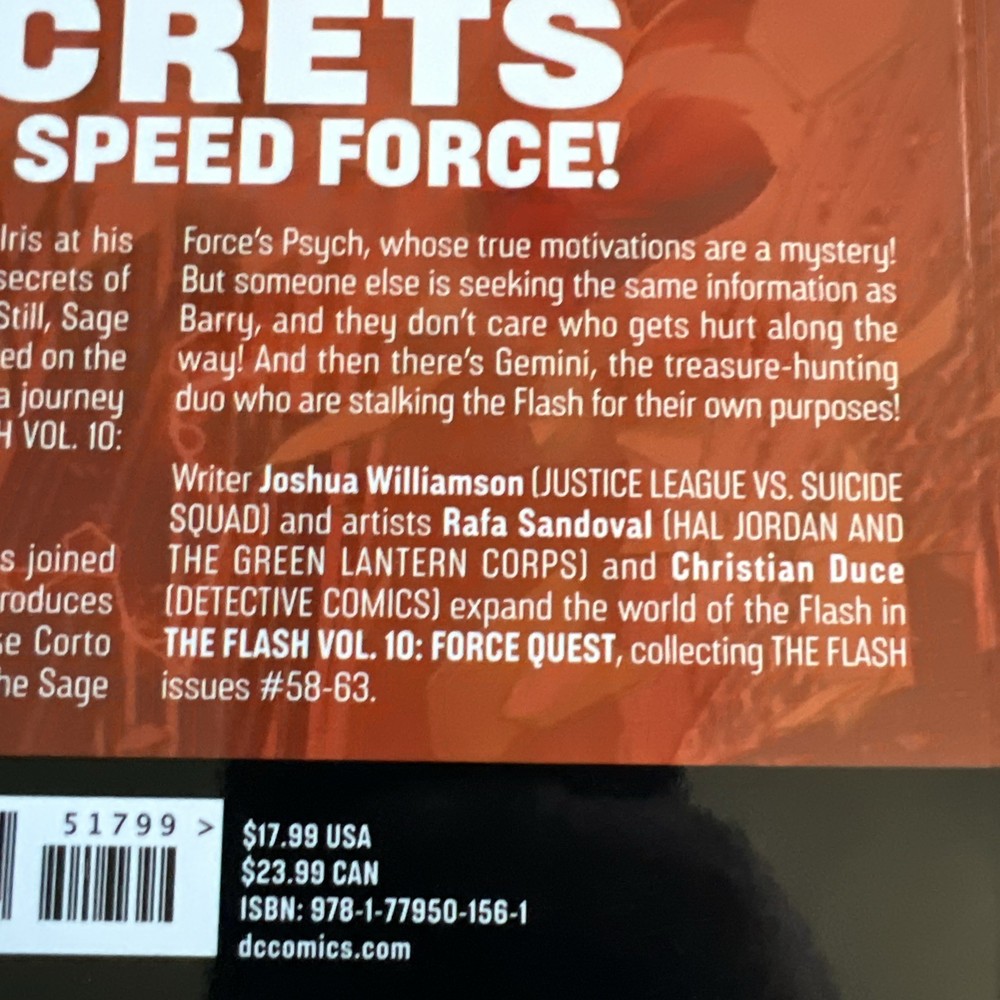 CRETS
SPEED FORCE!
Iris at his
secrets of
Still, Sage
ed on the
a journey
H VOL. 10:
s joined
roduces
se Corto
he Sage
Force's Psych, whose true motivations are a mystery!
But someone else is seeking the same information as
Barry, and they don't care who gets hurt along the
way! And then there's Gemini, the treasure-hunting
duo who are stalking the Flash for their own purposes!
Writer Joshua Williamson (JUSTICE LEAGUE VS. SUICIDE
SQUAD) and artists Rafa Sandoval (HAL JORDAN AND
THE GREEN LANTERN CORPS) and Christian Duce
(DETECTIVE COMICS) expand the world of the Flash in
THE FLASH VOL. 10: FORCE QUEST, collecting THE FLASH
issues #58-63.
51799 >
$17.99 USA
$23.99 CAN
ISBN: 978-1-77950-156-1
dccomics.com